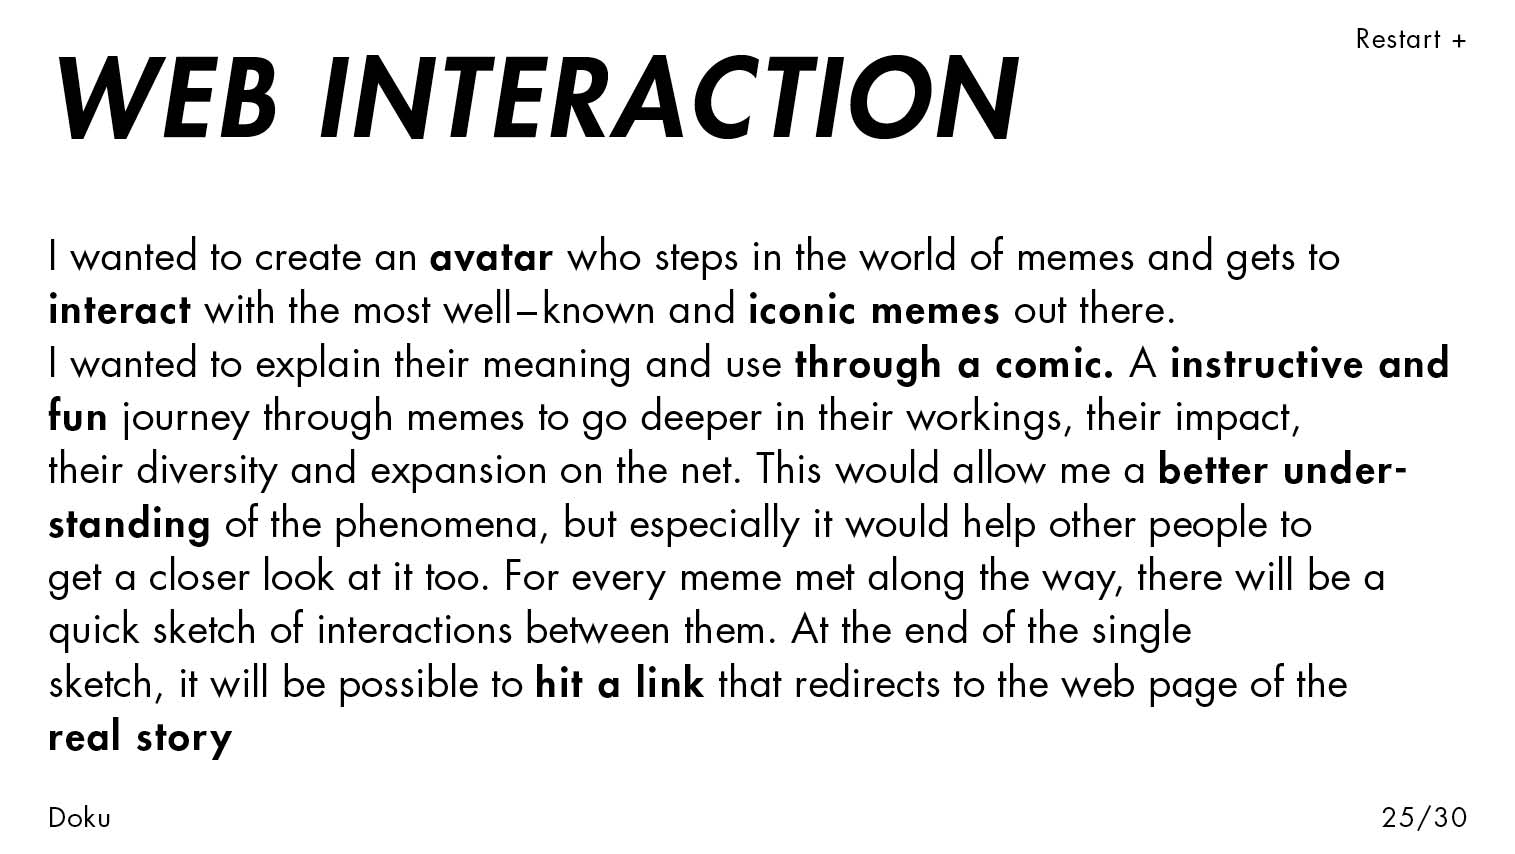 Restart +
WEB INTERACTION
I wanted to create an avatar who steps in the world of memes and gets to
interact with the most well–known and iconic memes out there.
I wanted to explain their meaning and use through a comic. A instructive and
fun journey through memes to go deeper in their workings, their impact,
their diversity and expansion on the net. This would allow me a better under-
standing of the phenomena, but especially it would help other people to
get a closer look at it too. For every meme met along the way, there will be a
quick sketch of interactions between them. At the end of the single
sketch, it will be possible to hit a link that redirects to the web page of the
real story
Doku
25/30